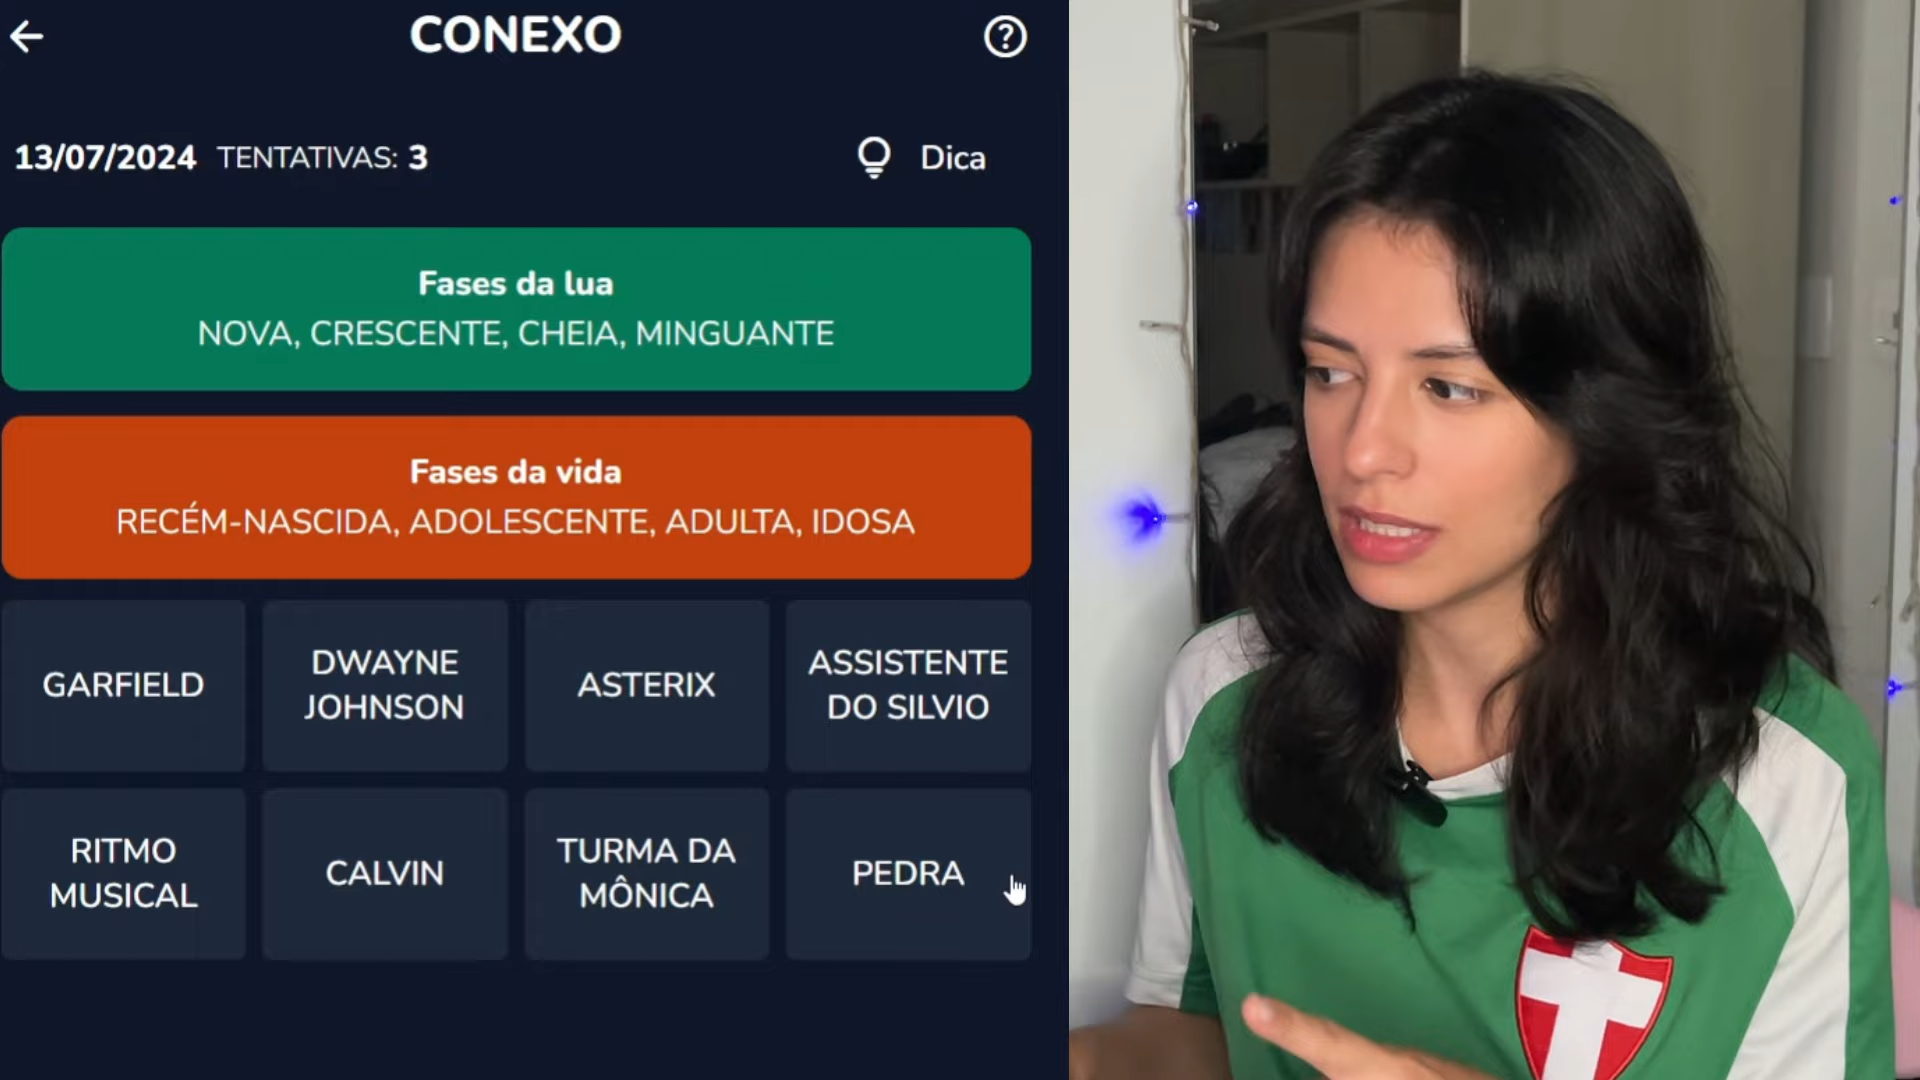 CONEXO
13/07/2024 TENTATIVAS: 3 Dica
Fases da lua
NOVA, CRESCENTE, CHEIA, MINGUANTE
Fases da vida
RECÉM-NASCIDA, ADOLESCENTE, ADULTA, IDOSA
GARFIELD
DWAYNE
JOHNSON
ASTERIX
ASSISTENTE
DO SILVIO
RITMO
MUSICAL
CALVIN
TURMA DA
MÔNICA
PEDRA